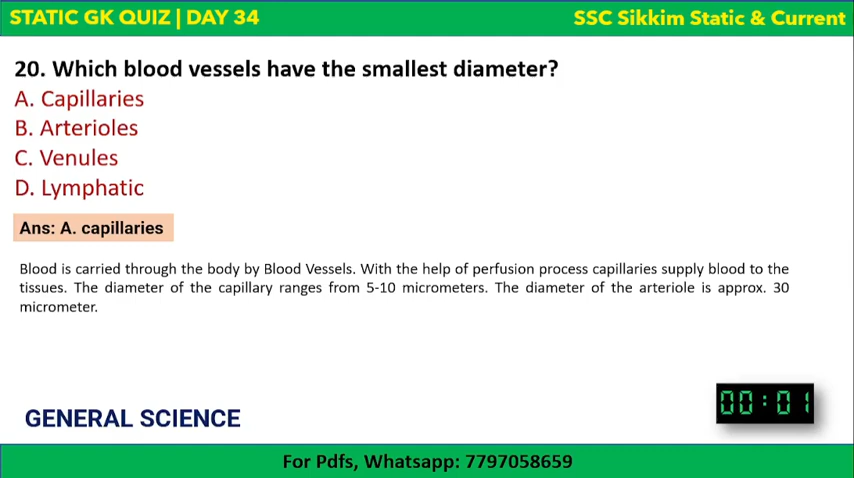 STATIC GK QUIZ | DAY 34
SSC Sikkim Static & Current
20. Which blood vessels have the smallest diameter?
A. Capillaries
B. Arterioles
C. Venules
D. Lymphatic
Ans: A. capillaries
Blood is carried through the body by Blood Vessels. With the help of perfusion process capillaries supply blood to the
tissues. The diameter of the capillary ranges from 5-10 micrometers. The diameter of the arteriole is approx. 30
micrometer.
00:01
GENERAL SCIENCE
For Pdfs, Whatsapp: 7797058659